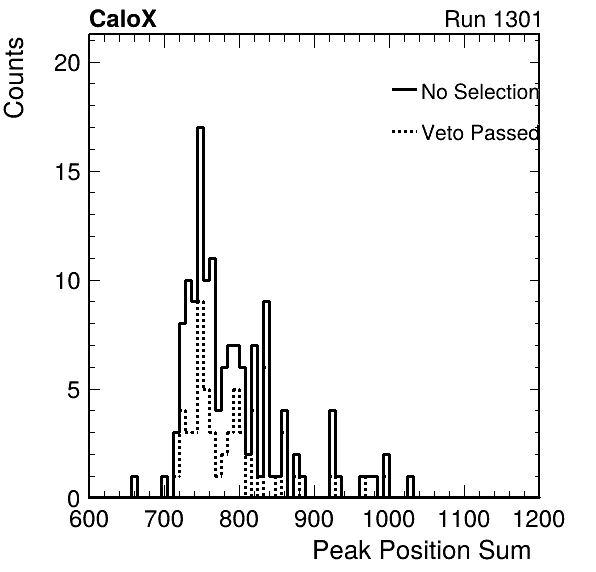 CaloX Run 1301
Counts
20
15
10
5
0
No Selection
Veto Passed
600 700 800 900 1000 1100 1200
Peak Position Sum